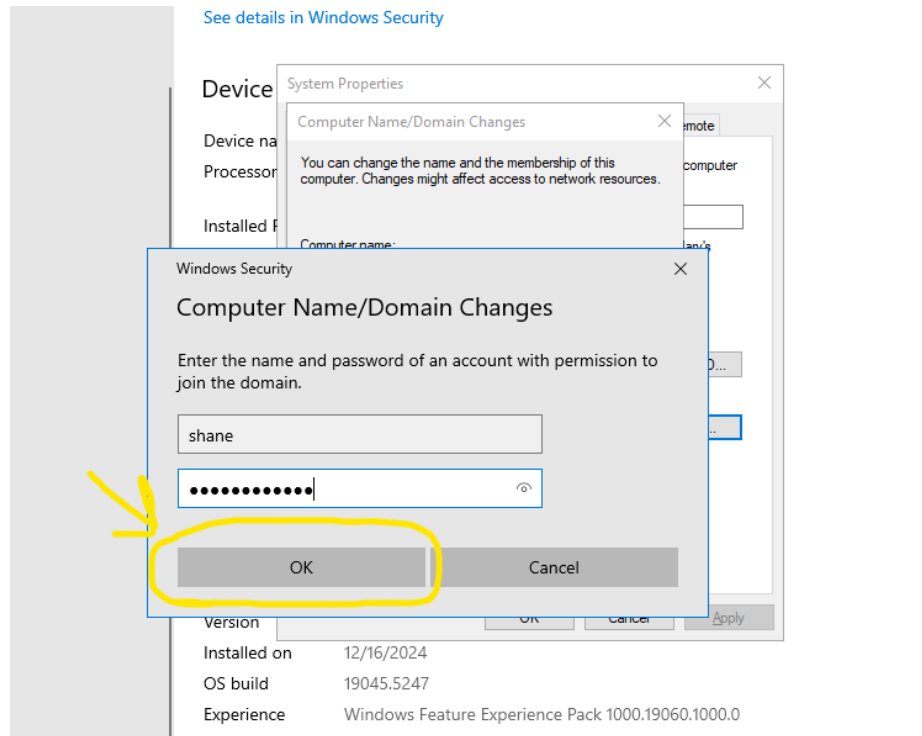 See details in Windows Security
Device
System Properties
Computer Name/Domain Changes
emote
Device na
You can change the name and the membership of this
computer. Changes might affect access to network resources.
computer
Processor
Installed
Computer name:
Windows Security
Computer Name/Domain Changes
Enter the name and password of an account with permission to
join the domain.
shane
●●●●●●●●●●●●
OK
Cancel
Version
OK
Cancel
Apply
Installed on
12/16/2024
OS build
19045.5247
Experience
Windows Feature Experience Pack 1000.19060.1000.0